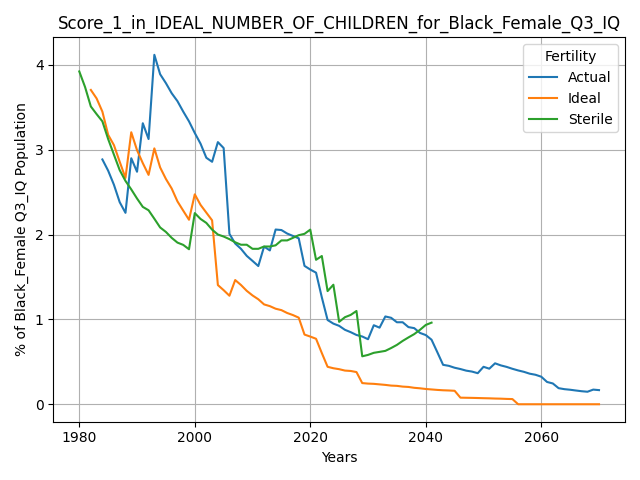 Score_1_in_IDEAL_NUMBER_OF_CHILDREN_for_Black_Female_Q3_IQ
% of Black_Female Q3_IQ Population
4
3
2
1
0
Fertility
Actual
Ideal
Sterile
1980 2000 2020 2040 2060
Years